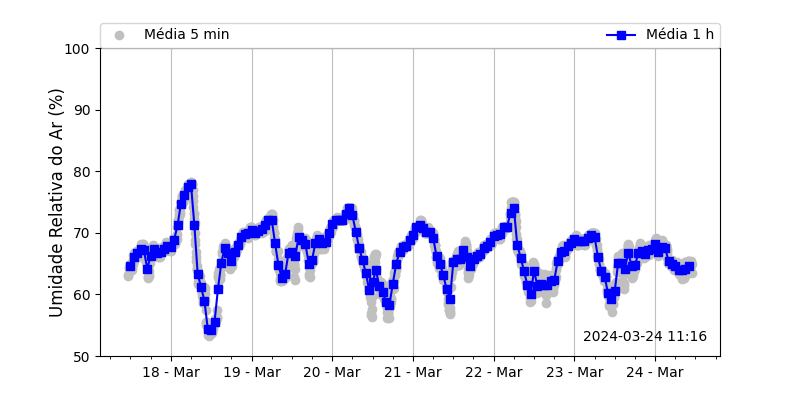 Média 5 min
Média 1 h
Umidade Relativa do Ar (%)
100
90
80
70
60
50
2024-03-24 11:16
18 - Mar
19 - Mar
20 - Mar
21 - Mar
22 - Mar
23 - Mar
24 - Mar